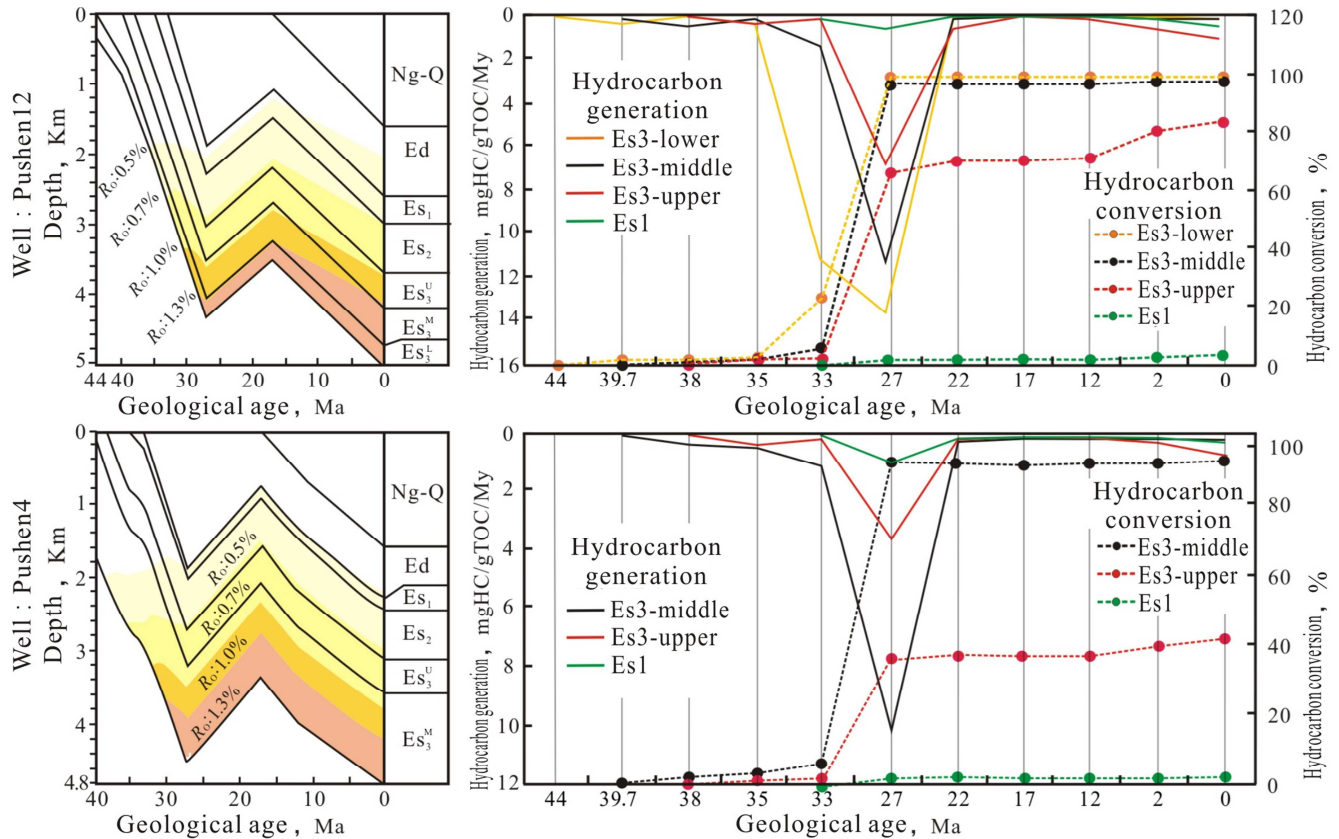 Well : Pushen12
Depth , Km
0
1
2
3
4
5
44 40 30 20 10 0
Geological age , Ma
Rₒ:0.5%
Rₒ:0.7%
Rₒ:1.0%
Rₒ:1.3%
Ng-Q
Ed
Es₁
Es₂
Es₃ᵁ
Es₃ᴹ
Es₃ᴸ
Hydrocarbon generation , mgHC/gTOC/My
0
2
4
6
8
10
12
14
16
Hydrocarbon
generation
Es3-lower
Es3-middle
Es3-upper
Es1
Hydrocarbon
conversion
Es3-lower
Es3-middle
Es3-upper
Es1
120
100
80
60
40
20
0
Hydrocarbon conversion , %
44 39.7 38 35 33 27 22 17 12 2 0
Geological age , Ma
Well : Pushen4
Depth , Km
0
1
2
3
4
4.8
40 30 20 10 0
Geological age , Ma
Rₒ:0.5%
Rₒ:0.7%
Rₒ:1.0%
Rₒ:1.3%
Ng-Q
Ed
Es₁
Es₂
Es₃ᵁ
Es₃ᴹ
Hydrocarbon generation , mgHC/gTOC/My
0
2
4
6
8
10
12
Hydrocarbon
generation
Es3-middle
Es3-upper
Es1
Hydrocarbon
conversion
Es3-middle
Es3-upper
Es1
100
80
60
40
20
0
Hydrocarbon conversion , %
44 39.7 38 35 33 27 22 17 12 2 0
Geological age , Ma